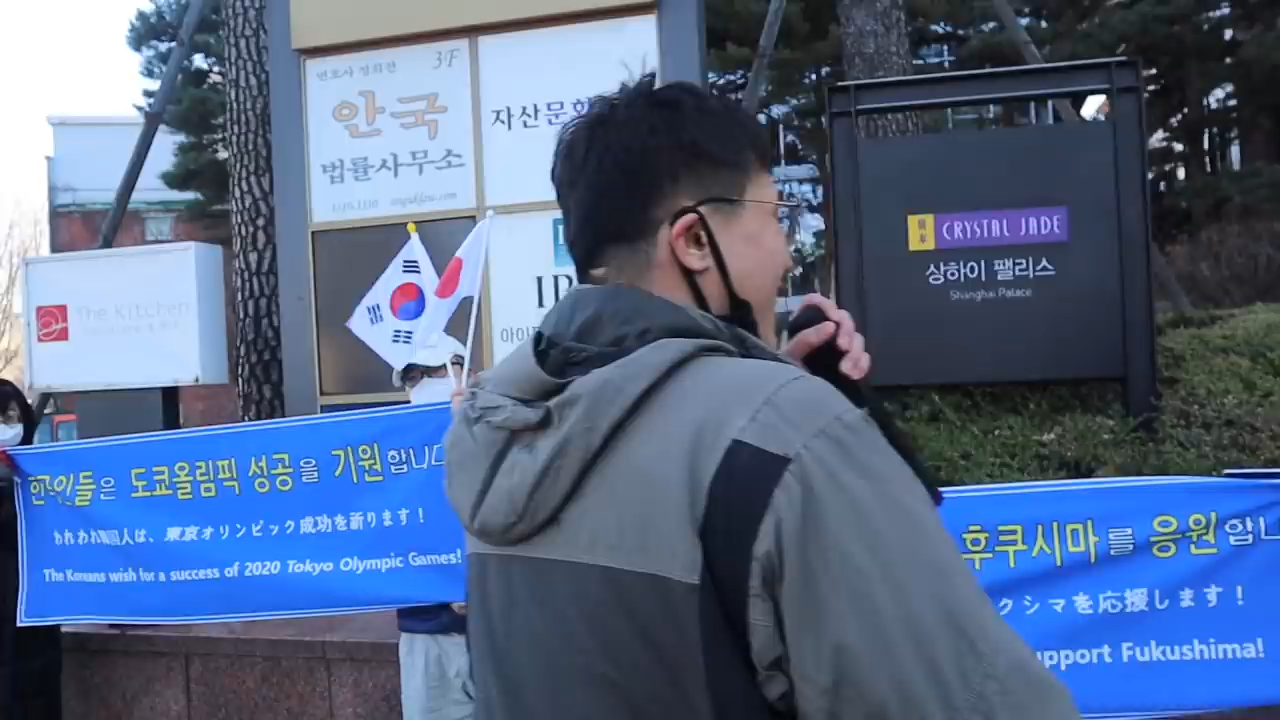 변호사 정희찬
3/F
안국
법률사무소
자산문화
The Kitchen
CRYSTAL JADE
상하이 팰리스
Shanghai Palace
한국인들은 도쿄올림픽 성공을 기원합니
われわれ韓国人は、東京オリンピック成功を祈ります!
The Koreans wish for a success of 2020 Tokyo Olympic Games!
후쿠시마를 응원합니
クシマを応援します!
upport Fukushima!